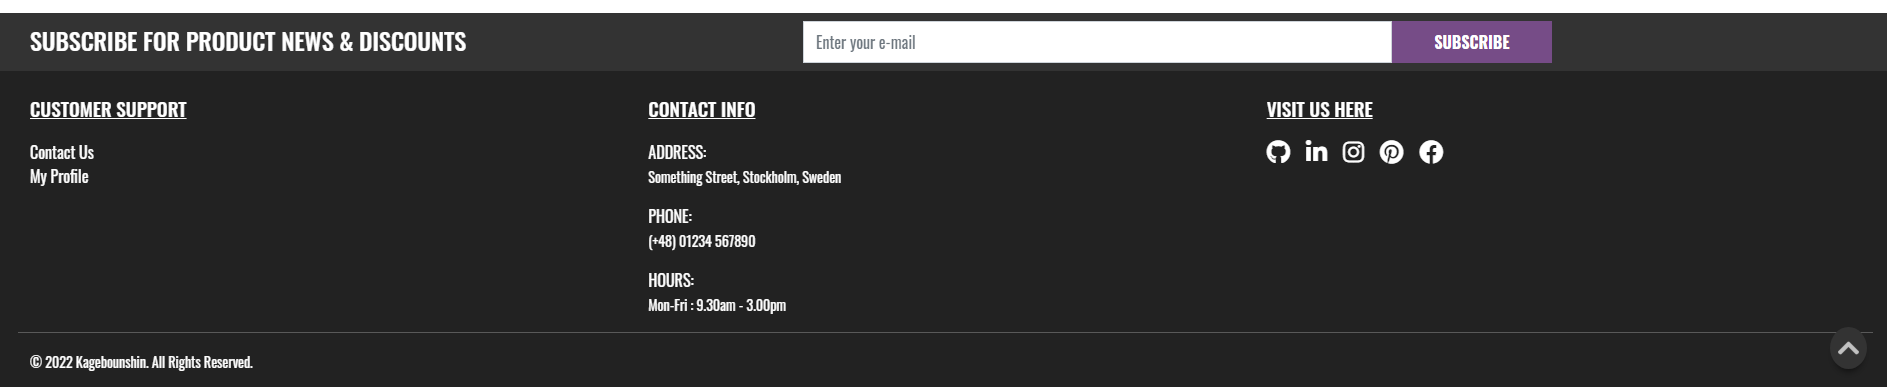 SUBSCRIBE FOR PRODUCT NEWS & DISCOUNTS
Enter your e-mail
SUBSCRIBE
CUSTOMER SUPPORT
Contact Us
My Profile
CONTACT INFO
ADDRESS:
Something Street, Stockholm, Sweden
PHONE:
(+48) 01234 567890
HOURS:
Mon-Fri : 9.30am - 3.00pm
VISIT US HERE
© 2022 Kagebounshin. All Rights Reserved.